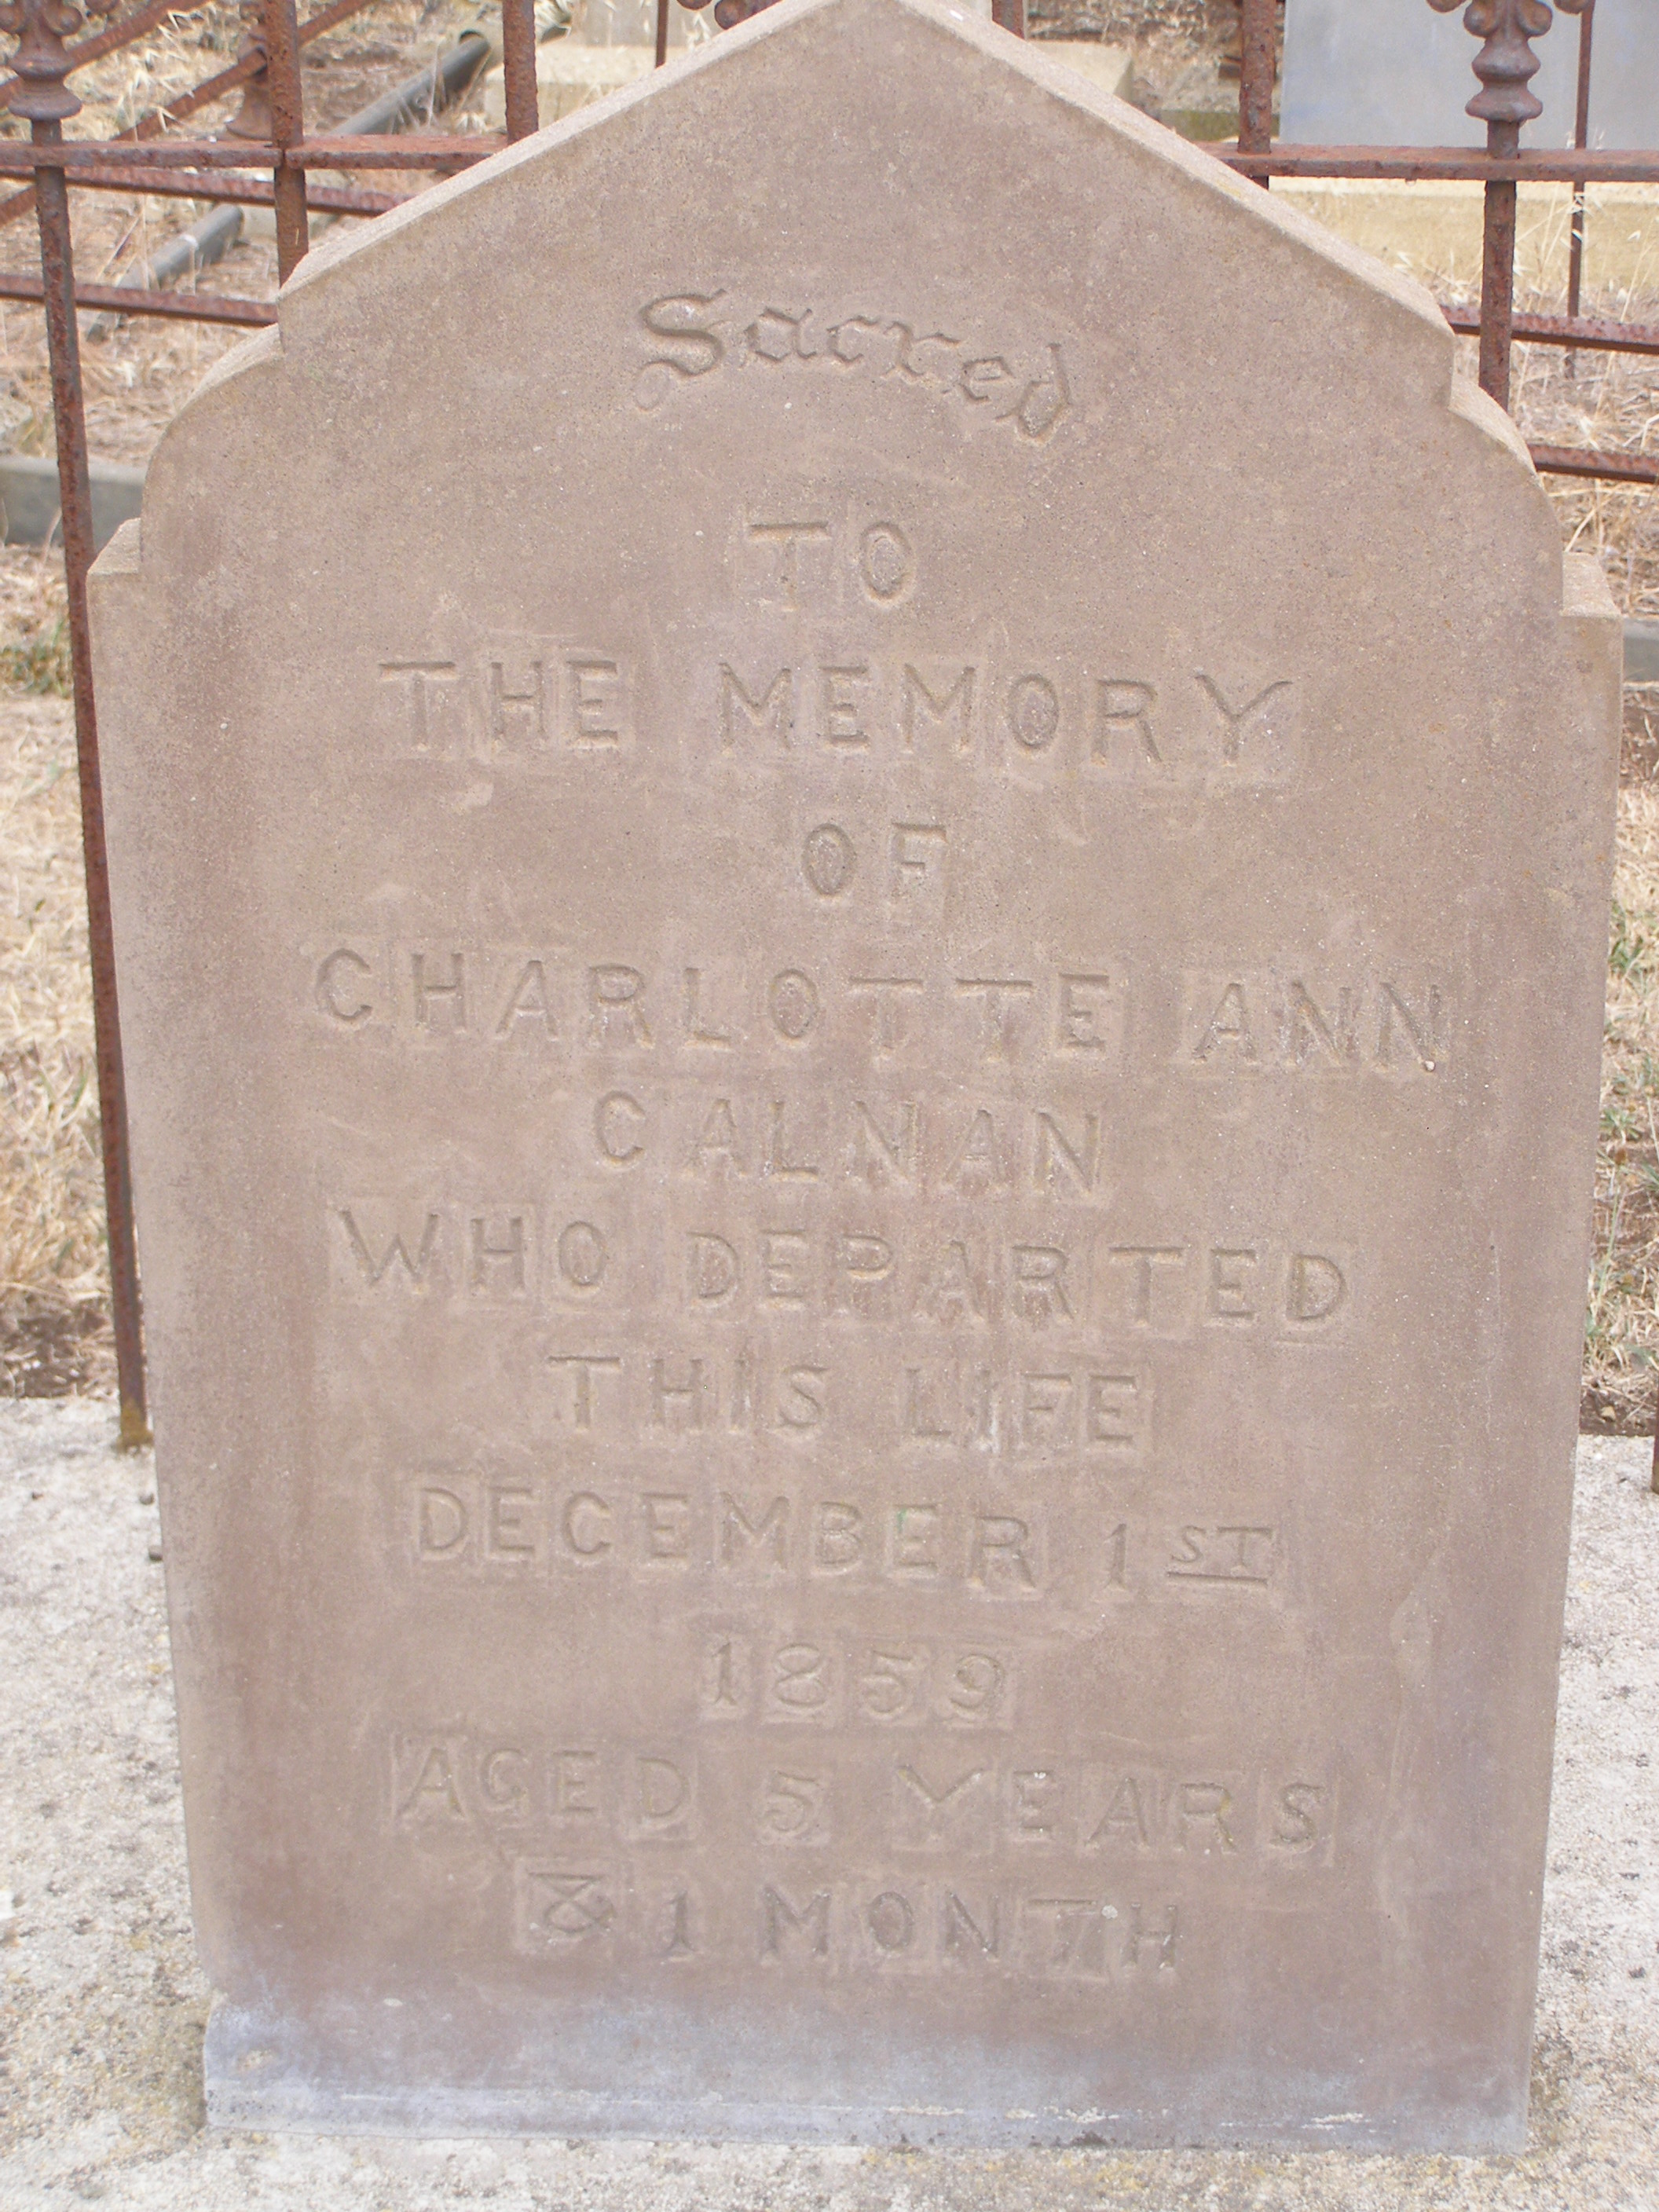 Sacred
TO
THE MEMORY
OF
CHARLOTTE ANN
CALNAN
WHO DEPARTED
THIS LIFE
DECEMBER 1ST
1859
AGED 5 YEARS
& 1 MONTH